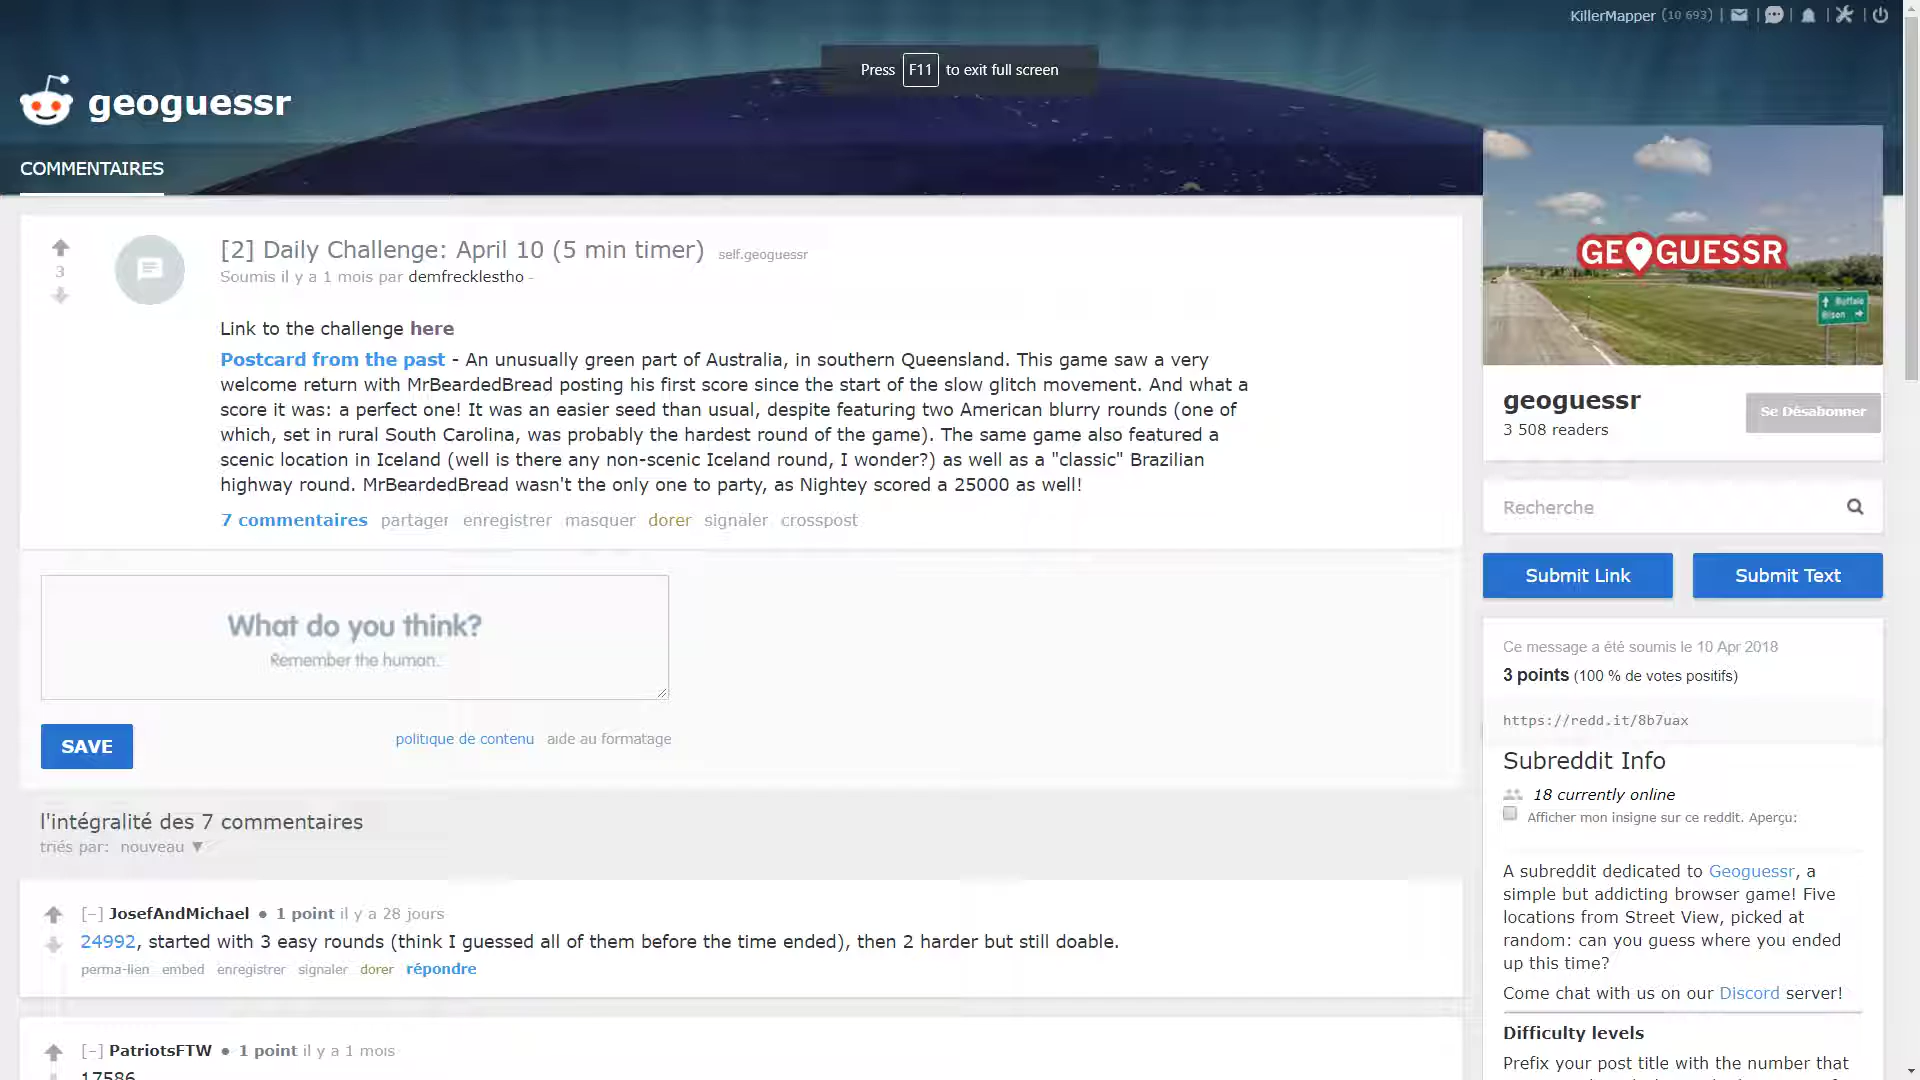 KillerMapper (10 693)
Press F11 to exit full screen
geoguessr
COMMENTAIRES
[2] Daily Challenge: April 10 (5 min timer) self.geoguessr
3
Soumis il y a 1 mois par demfrecklestho -
Link to the challenge here
Postcard from the past - An unusually green part of Australia, in southern Queensland. This game saw a very
welcome return with MrBeardedBread posting his first score since the start of the slow glitch movement. And what a
score it was: a perfect one! It was an easier seed than usual, despite featuring two American blurry rounds (one of
which, set in rural South Carolina, was probably the hardest round of the game). The same game also featured a
scenic location in Iceland (well is there any non-scenic Iceland round, I wonder?) as well as a "classic" Brazilian
highway round. MrBeardedBread wasn't the only one to party, as Nightey scored a 25000 as well!
7 commentaires partager enregistrer masquer dorer signaler crosspost
What do you think?
Remember the human.
SAVE
politique de contenu aide au formatage
l'intégralité des 7 commentaires
triés par: nouveau ▼
[–] JosefAndMichael ● 1 point il y a 28 jours
24992, started with 3 easy rounds (think I guessed all of them before the time ended), then 2 harder but still doable.
perma-lien embed enregistrer signaler dorer répondre
[–] PatriotsFTW ● 1 point il y a 1 mois
17586
GEOGUESSR
Buffalo
Bison
geoguessr
Se Désabonner
3 508 readers
Recherche
Submit Link
Submit Text
Ce message a été soumis le 10 Apr 2018
3 points (100 % de votes positifs)
https://redd.it/8b7uax
Subreddit Info
18 currently online
Afficher mon insigne sur ce reddit. Aperçu:
A subreddit dedicated to Geoguessr, a
simple but addicting browser game! Five
locations from Street View, picked at
random: can you guess where you ended
up this time?
Come chat with us on our Discord server!
Difficulty levels
Prefix your post title with the number that